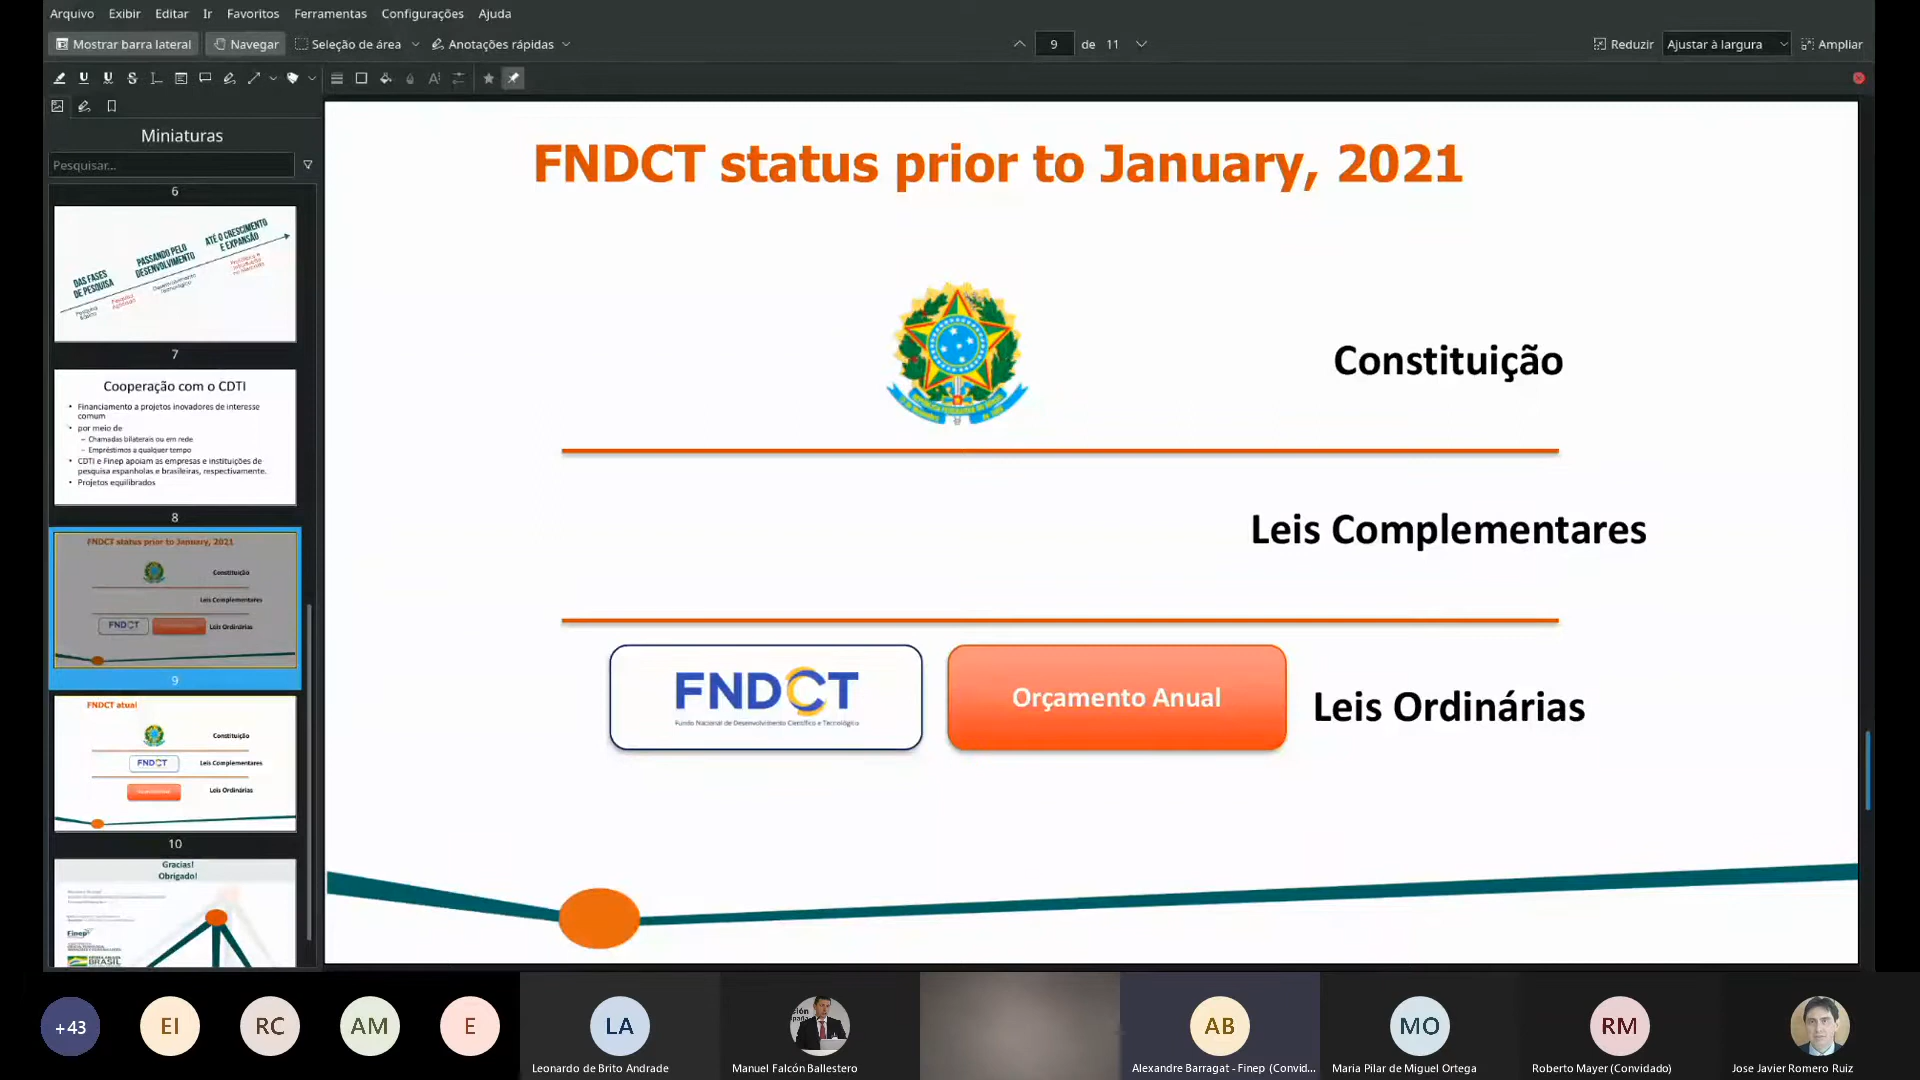 Arquivo Exibir Editar Ir Favoritos Ferramentas Configurações Ajuda
Mostrar barra lateral Navegar Seleção de área Anotações rápidas 9 de 11 Reduzir Ajustar à largura Ampliar
Miniaturas
Pesquisar...
6
DAS FASES
DE PESQUISA
PASSANDO PELO
DESENVOLVIMENTO
ATÉ O CRESCIMENTO
E EXPANSÃO
7
Cooperação com o CDTI
• Financiamento a projetos inovadores de interesse
comum
• por meio de
– Chamadas bilaterais ou em rede
– Empréstimos a qualquer tempo
• CDTI e Finep apoiam as empresas e instituições de
pesquisa espanholas e brasileiras, respectivamente.
• Projetos equilibrados
8
FNDCT status prior to January, 2021
Constituição
Leis Complementares
FNDCT
Leis Ordinárias
9
FNDCT atual
Constituição
FNDCT
Leis Complementares
Leis Ordinárias
10
Gracias!
Obrigado!
Finep
BRASIL
FNDCT status prior to January, 2021
Constituição
Leis Complementares
FNDCT
Fundo Nacional de Desenvolvimento Científico e Tecnológico
Orçamento Anual
Leis Ordinárias
+43
EI
RC
AM
E
LA
Leonardo de Brito Andrade
Manuel Falcón Ballestero
AB
Alexandre Barragat - Finep (Convid...
MO
Maria Pilar de Miguel Ortega
RM
Roberto Mayer (Convidado)
Jose Javier Romero Ruiz